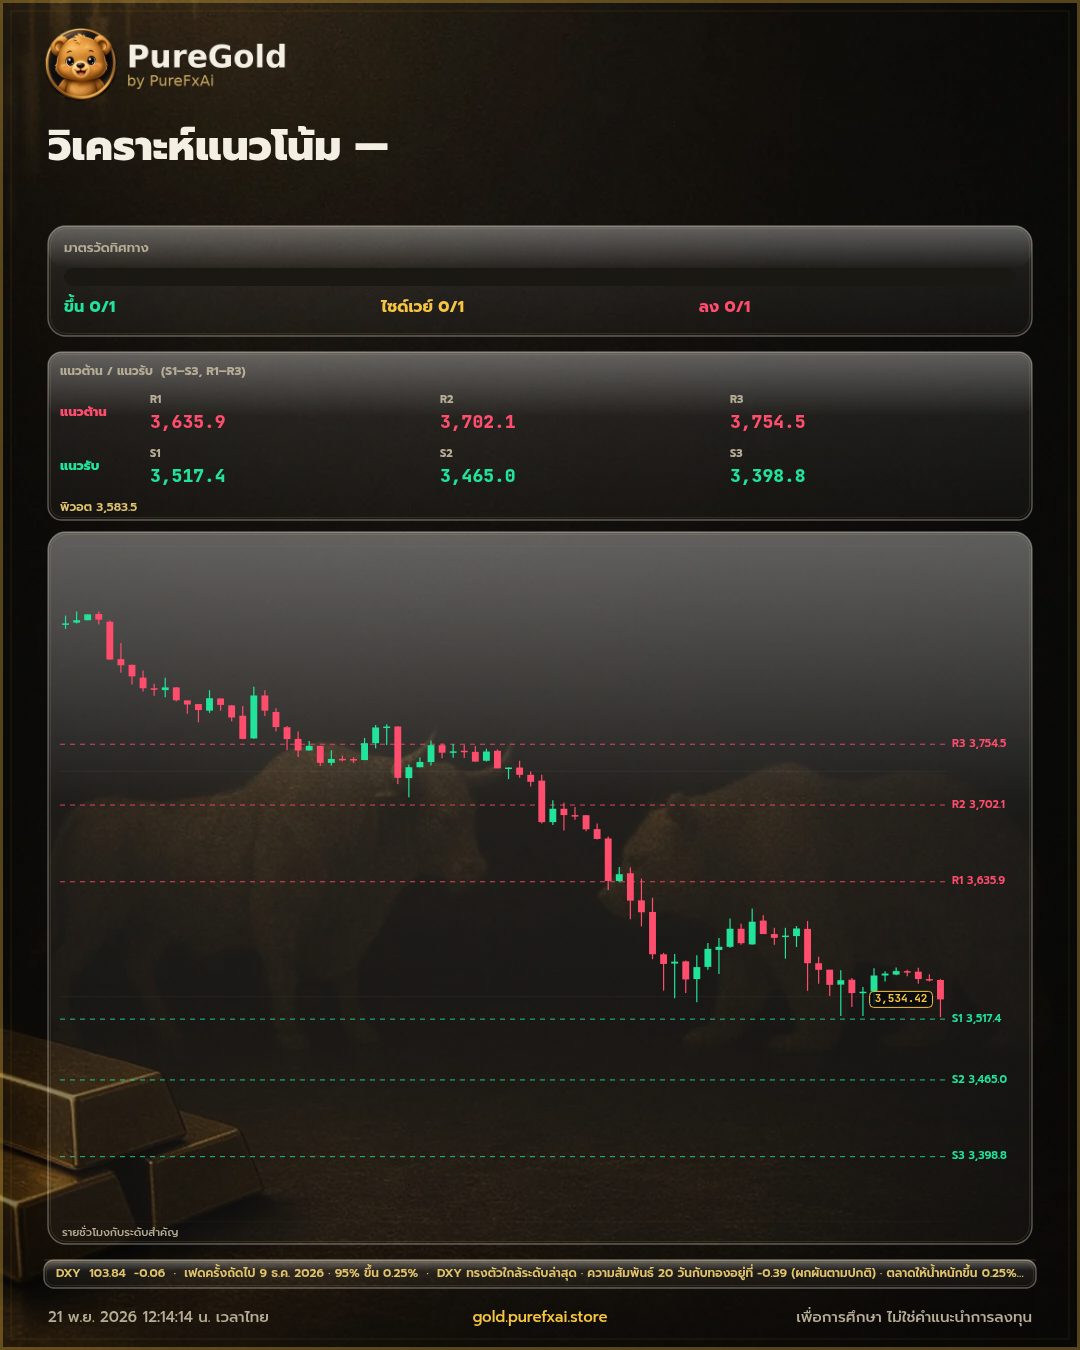 PureGold
by PureFxAi
วิเคราะห์แนวโน้ม —
มาตรวัดทิศทาง
ขึ้น 0/1 ไซด์เวย์ 0/1 ลง 0/1
แนวต้าน / แนวรับ (S1–S3, R1–R3)
R1 R2 R3
แนวต้าน 3,635.9 3,702.1 3,754.5
S1 S2 S3
แนวรับ 3,517.4 3,465.0 3,398.8
พิวอต 3,583.5
R3 3,754.5
R2 3,702.1
R1 3,635.9
3,534.42
S1 3,517.4
S2 3,465.0
S3 3,398.8
รายชั่วโมงกับระดับสำคัญ
DXY 103.84 -0.06 · เฟดครั้งถัดไป 9 ธ.ค. 2026 · 95% ขึ้น 0.25% · DXY ทรงตัวใกล้ระดับล่าสุด · ความสัมพันธ์ 20 วันกับทองอยู่ที่ -0.39 (ผกผันตามปกติ) · ตลาดให้น้ำหนักขึ้น 0.25%…
21 พ.ย. 2026 12:14:14 น. เวลาไทย gold.purefxai.store เพื่อการศึกษา ไม่ใช่คำแนะนำการลงทุน